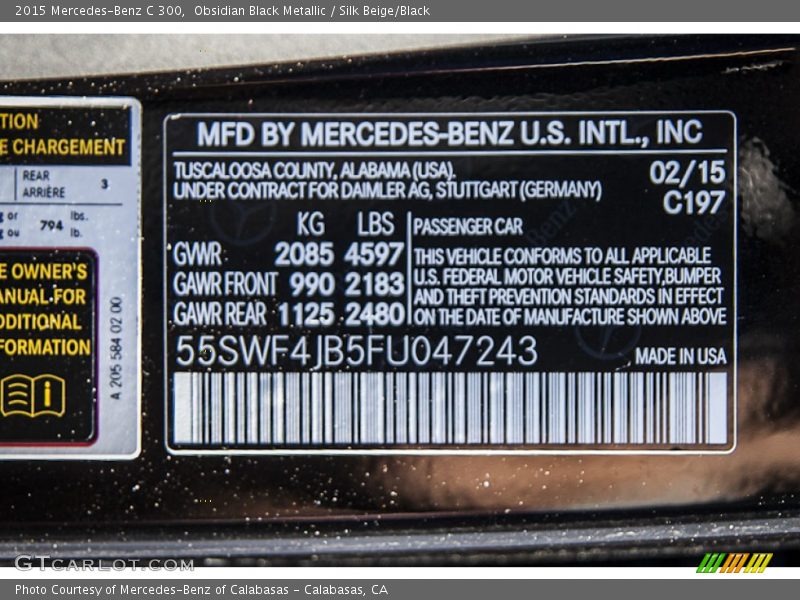 2015 Mercedes-Benz C 300,  Obsidian Black Metallic / Silk Beige/Black
TION
E CHARGEMENT
REAR
ARRIÈRE
3
or
ou
794
lbs.
lb.
E OWNER'S
ANUAL FOR
DDITIONAL
FORMATION
A 205 584 02 00
MFD BY MERCEDES-BENZ U.S. INTL., INC
TUSCALOOSA COUNTY, ALABAMA (USA).
UNDER CONTRACT FOR DAIMLER AG, STUTTGART (GERMANY)
02/15
C197
KG LBS
GWR 2085 4597
GAWR FRONT 990 2183
GAWR REAR 1125 2480
PASSENGER CAR
THIS VEHICLE CONFORMS TO ALL APPLICABLE
U.S. FEDERAL MOTOR VEHICLE SAFETY, BUMPER
AND THEFT PREVENTION STANDARDS IN EFFECT
ON THE DATE OF MANUFACTURE SHOWN ABOVE
55SWF4JB5FU047243
MADE IN USA
GTcarlot.com
Photo Courtesy of Mercedes-Benz of Calabasas - Calabasas, CA